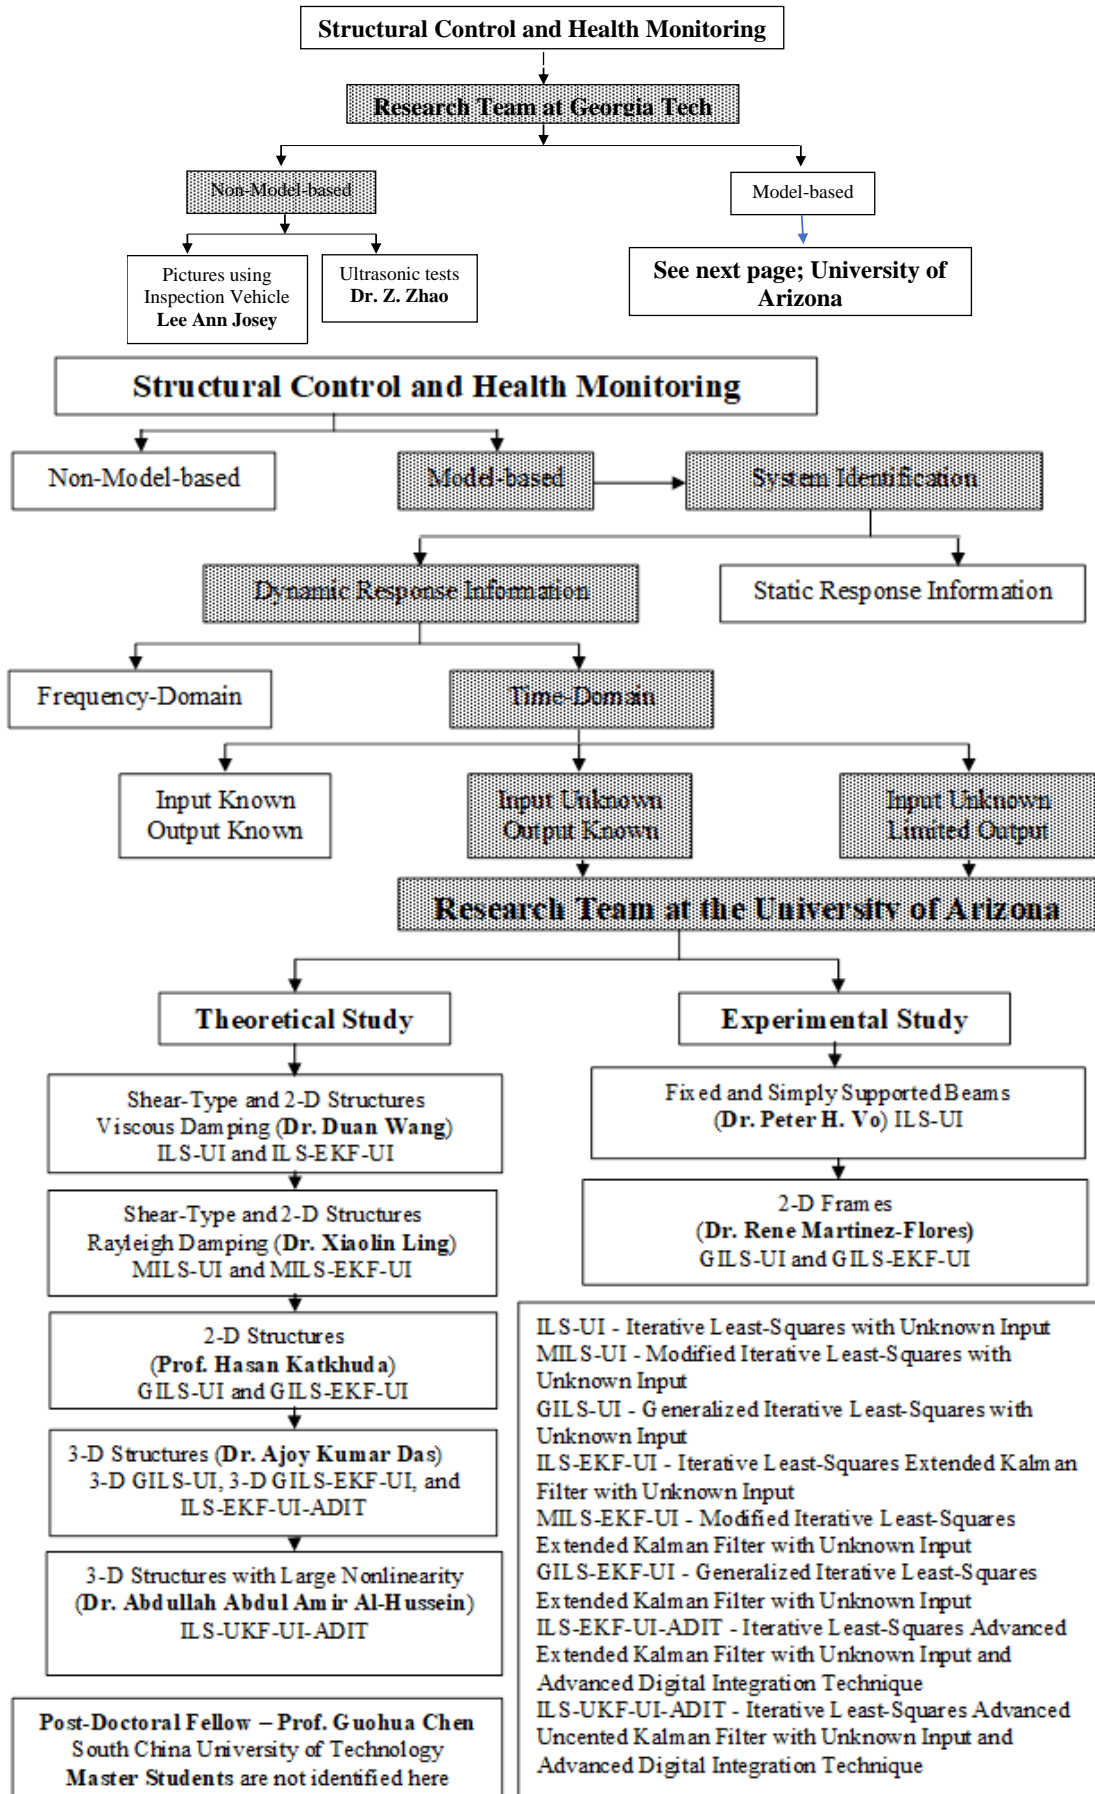 Structural Control and Health Monitoring
Research Team at Georgia Tech
Non-Model-based
Model-based
Pictures using
Inspection Vehicle
Lee Ann Josey
Ultrasonic tests
Dr. Z. Zhao
See next page; University of
Arizona
Structural Control and Health Monitoring
Non-Model-based
Model-based
System Identification
Dynamic Response Information
Static Response Information
Frequency-Domain
Time-Domain
Input Known
Output Known
Input Unknown
Output Known
Input Unknown
Limited Output
Research Team at the University of Arizona
Theoretical Study
Experimental Study
Shear-Type and 2-D Structures
Viscous Damping (Dr. Duan Wang)
ILS-UI and ILS-EKF-UI
Shear-Type and 2-D Structures
Rayleigh Damping (Dr. Xiaolin Ling)
MILS-UI and MILS-EKF-UI
2-D Structures
(Prof. Hasan Katkhuda)
GILS-UI and GILS-EKF-UI
3-D Structures (Dr. Ajoy Kumar Das)
3-D GILS-UI, 3-D GILS-EKF-UI, and
ILS-EKF-UI-ADIT
3-D Structures with Large Nonlinearity
(Dr. Abdullah Abdul Amir Al-Hussein)
ILS-UKF-UI-ADIT
Post-Doctoral Fellow – Prof. Guohua Chen
South China University of Technology
Master Students are not identified here
Fixed and Simply Supported Beams
(Dr. Peter H. Vo) ILS-UI
2-D Frames
(Dr. Rene Martinez-Flores)
GILS-UI and GILS-EKF-UI
ILS-UI - Iterative Least-Squares with Unknown Input
MILS-UI - Modified Iterative Least-Squares with
Unknown Input
GILS-UI - Generalized Iterative Least-Squares with
Unknown Input
ILS-EKF-UI - Iterative Least-Squares Extended Kalman
Filter with Unknown Input
MILS-EKF-UI - Modified Iterative Least-Squares
Extended Kalman Filter with Unknown Input
GILS-EKF-UI - Generalized Iterative Least-Squares
Extended Kalman Filter with Unknown Input
ILS-EKF-UI-ADIT - Iterative Least-Squares Advanced
Extended Kalman Filter with Unknown Input and
Advanced Digital Integration Technique
ILS-UKF-UI-ADIT - Iterative Least-Squares Advanced
Uncented Kalman Filter with Unknown Input and
Advanced Digital Integration Technique